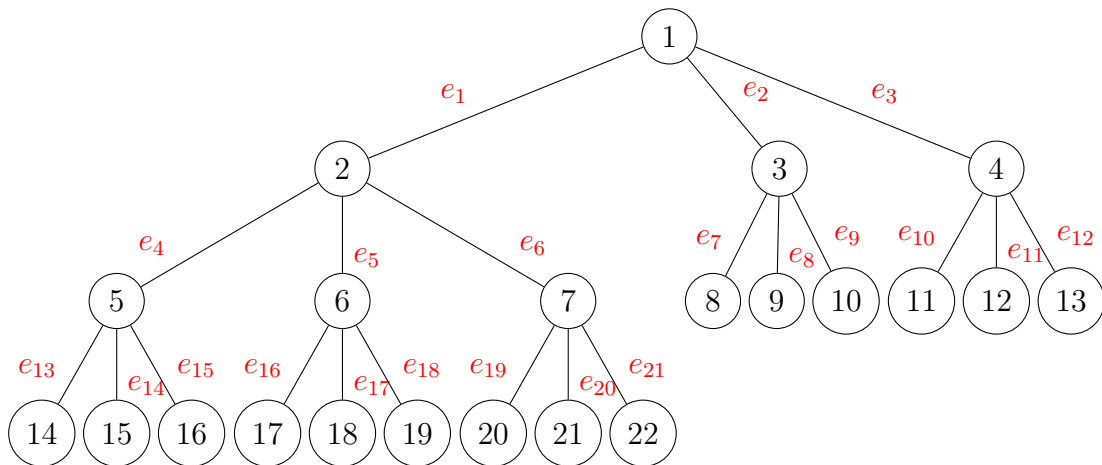 1
e₁ e₂ e₃
2 3 4
e₄ e₅ e₆ e₇ e₈ e₉ e₁₀ e₁₁ e₁₂
5 6 7 8 9 10 11 12 13
e₁₃ e₁₄ e₁₅ e₁₆ e₁₇ e₁₈ e₁₉ e₂₀ e₂₁
14 15 16 17 18 19 20 21 22